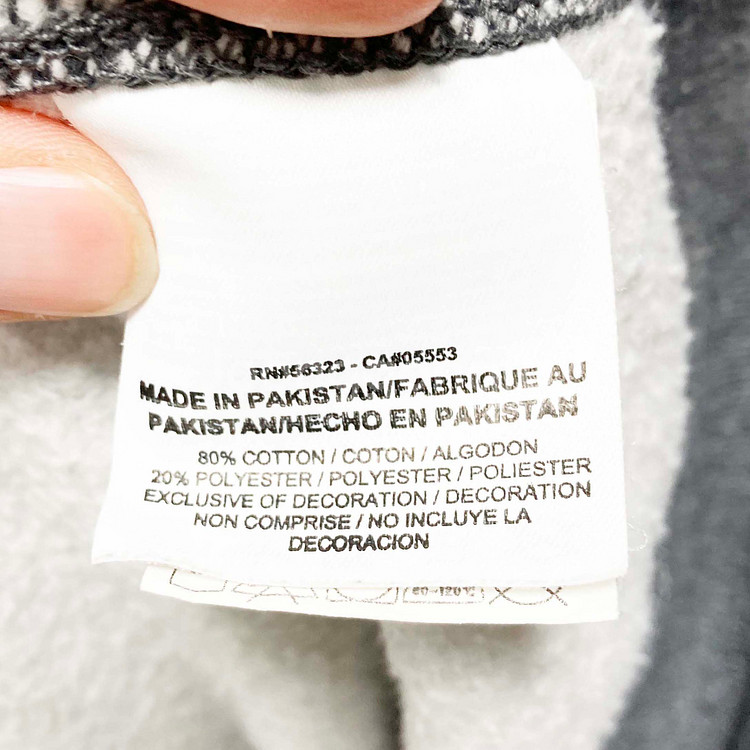 RN#56323 - CA#05553
MADE IN PAKISTAN/FABRIQUE AU
PAKISTAN/HECHO EN PAKISTAN
80% COTTON / COTON / ALGODON
20% POLYESTER / POLYESTER / POLIESTER
EXCLUSIVE OF DECORATION / DECORATION
NON COMPRISE / NO INCLUYE LA
DECORACION